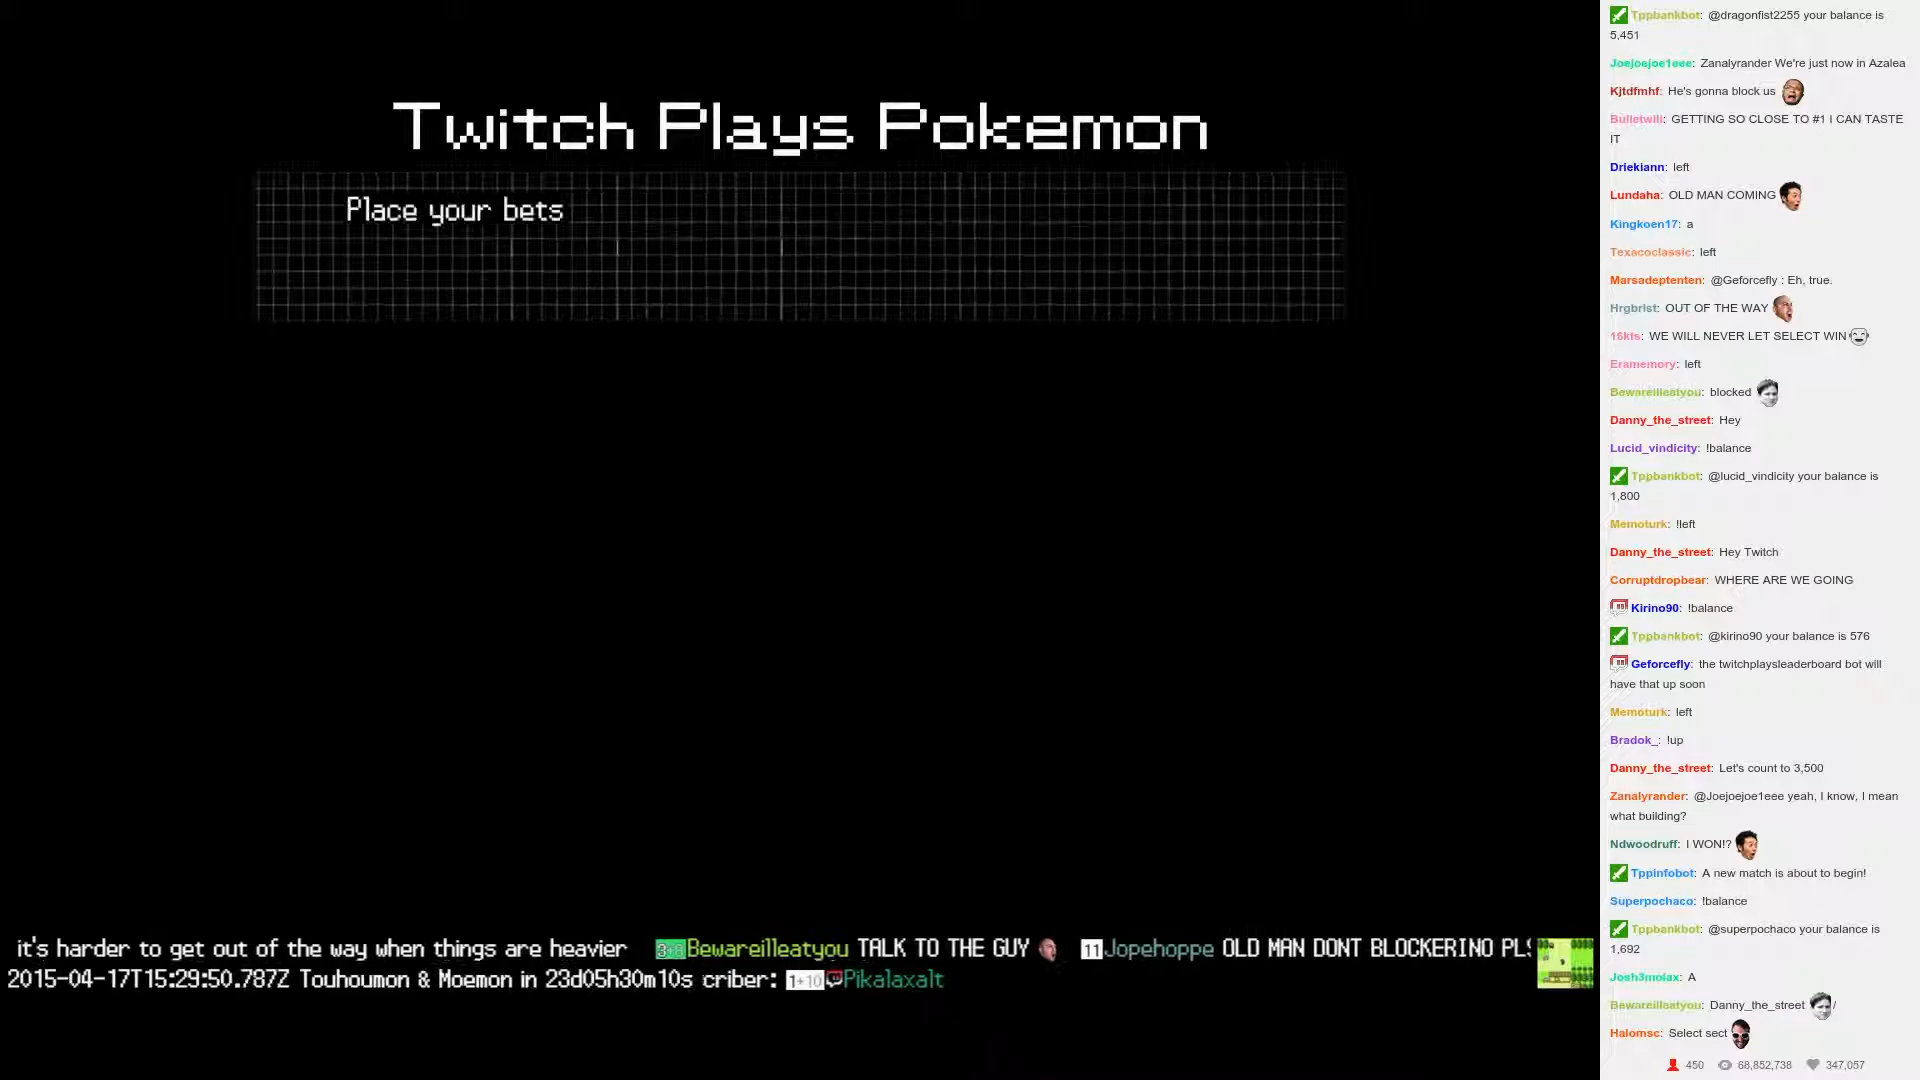 Twitch Plays Pokemon
Place your bets
it's harder to get out of the way when things are heavier 3+8 Bewareilleatyou TALK TO THE GUY 11 Jopehoppe OLD MAN DONT BLOCKERINO PLS
2015-04-17T15:29:50.787Z Touhoumon & Moemon in 23d05h30m10s criber: 1+10 Pikalaxalt
Tppbankbot: @dragonfist2255 your balance is
5,451
Joejoejoe1eee: Zanalyrander We're just now in Azalea
Kjtdfmhf: He's gonna block us
Bulletwili: GETTING SO CLOSE TO #1 I CAN TASTE
IT
Driekiann: left
Lundaha: OLD MAN COMING
Kingkoen17: a
Texacoclassic: left
Marsadeptenten: @Geforcefly : Eh, true.
Hrgbrlst: OUT OF THE WAY
16kts: WE WILL NEVER LET SELECT WIN
Eramemory: left
Bewareilleatyou: blocked
Danny_the_street: Hey
Lucid_vindicity: !balance
Tppbankbot: @lucid_vindicity your balance is
1,800
Memoturk: !left
Danny_the_street: Hey Twitch
Corruptdropbear: WHERE ARE WE GOING
Kirino90: !balance
Tppbankbot: @kirino90 your balance is 576
Geforcefly: the twitchplaysleaderboard bot will
have that up soon
Memoturk: left
Bradok_: !up
Danny_the_street: Let's count to 3,500
Zanalyrander: @Joejoejoe1eee yeah, I know, I mean
what building?
Ndwoodruff: I WON!?
Tppinfobot: A new match is about to begin!
Superpochaco: !balance
Tppbankbot: @superpochaco your balance is
1,692
Josh3molax: A
Bewareilleatyou: Danny_the_street /
Halomsc: Select sect
450 68,852,738 347,057